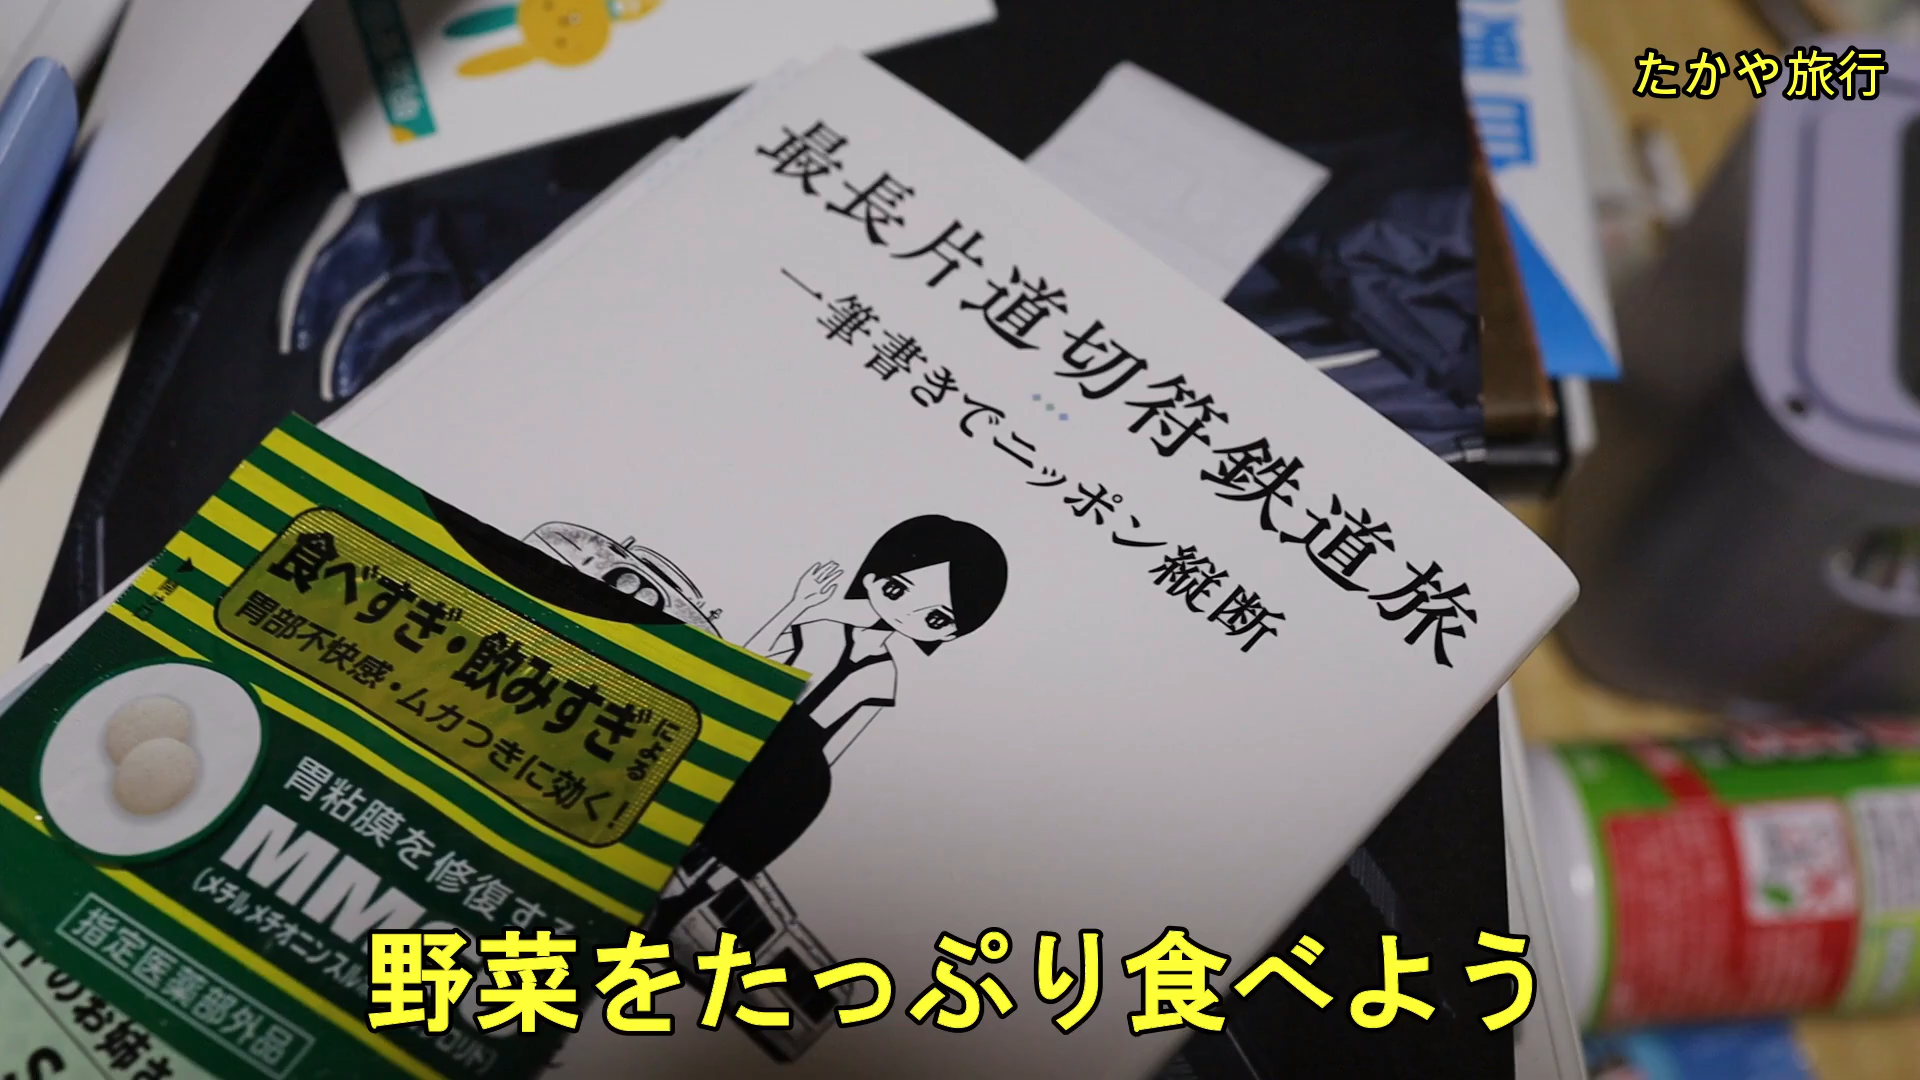 たかや旅行
最長片道切符鉄道旅
一筆書きでニッポン縦断
食べすぎ・飲みすぎによる
胃部不快感・ムカつきに効く!
胃粘膜を修復する
MMS
(メチルメチオニンスル
指定医薬部外品
のお姉さ
野菜をたっぷり食べよう